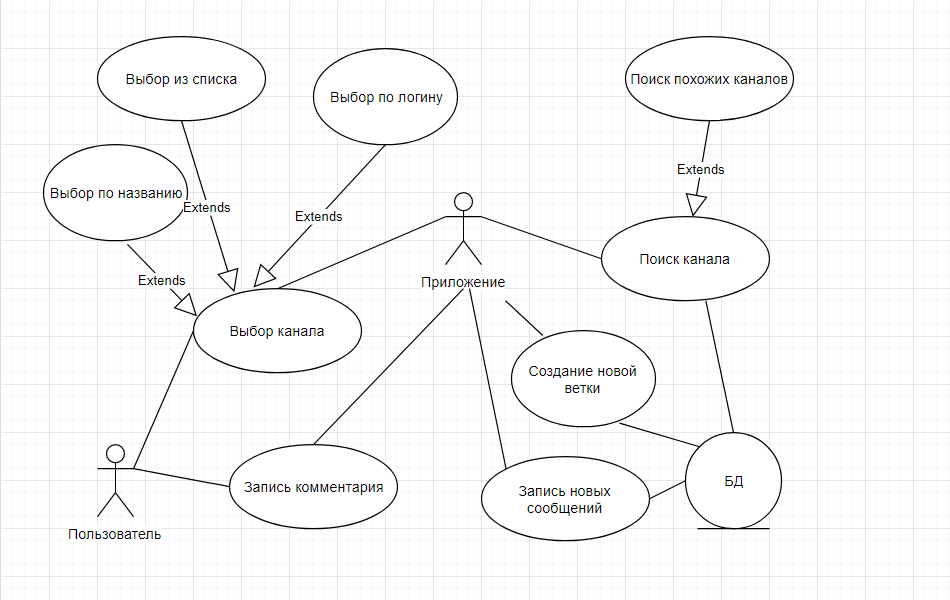 Выбор из списка
Выбор по логину
Поиск похожих каналов
Выбор по названию
Extends
Extends
Extends
Extends
Поиск канала
Приложение
Выбор канала
Создание новой
ветки
Запись комментария
Запись новых
сообщений
БД
Пользователь